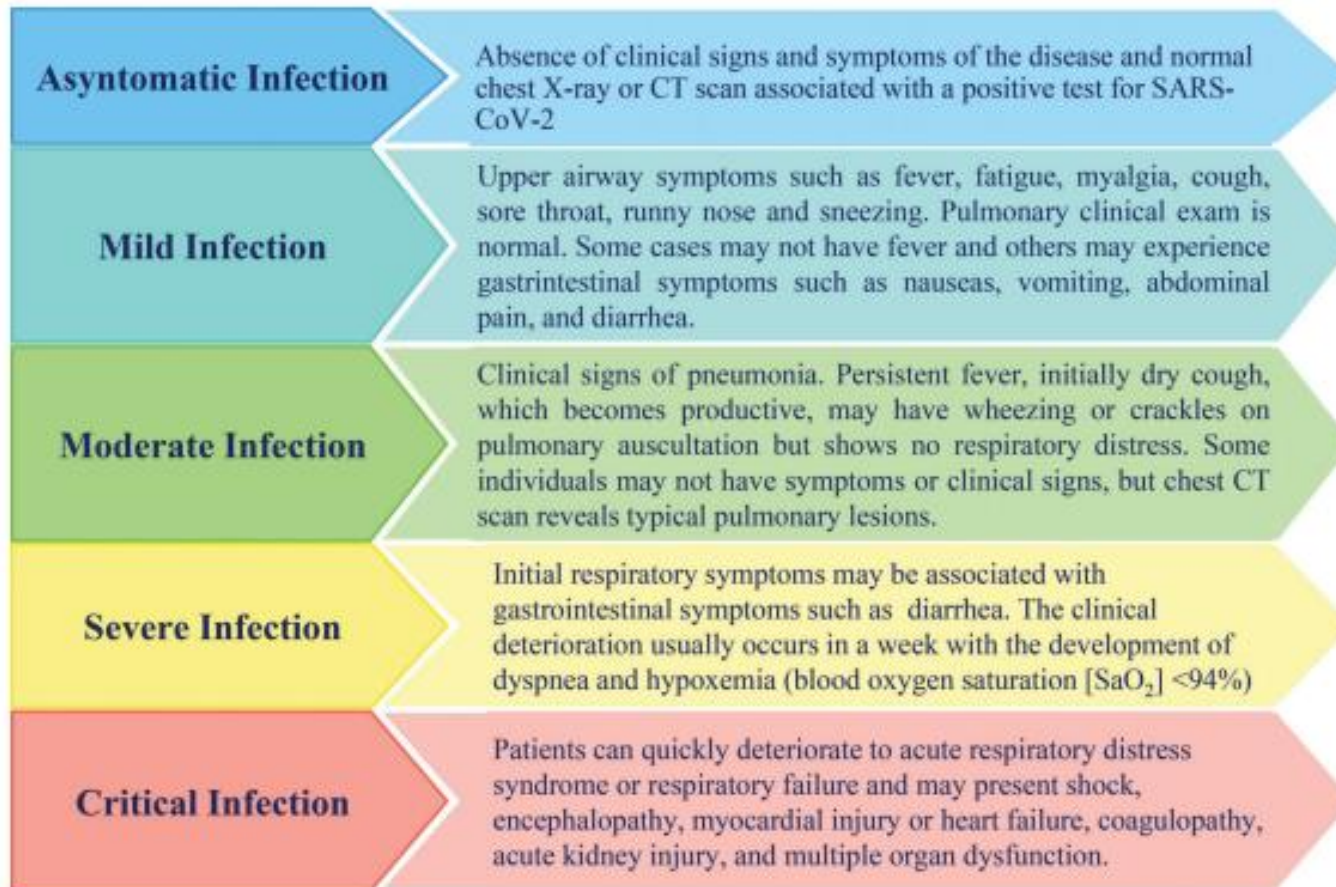 Asyntomatic Infection
Absence of clinical signs and symptoms of the disease and normal
chest X-ray or CT scan associated with a positive test for SARS-
CoV-2
Mild Infection
Upper airway symptoms such as fever, fatigue, myalgia, cough,
sore throat, runny nose and sneezing. Pulmonary clinical exam is
normal. Some cases may not have fever and others may experience
gastrintestinal symptoms such as nauseas, vomiting, abdominal
pain, and diarrhea.
Moderate Infection
Clinical signs of pneumonia. Persistent fever, initially dry cough,
which becomes productive, may have wheezing or crackles on
pulmonary auscultation but shows no respiratory distress. Some
individuals may not have symptoms or clinical signs, but chest CT
scan reveals typical pulmonary lesions.
Severe Infection
Initial respiratory symptoms may be associated with
gastrointestinal symptoms such as diarrhea. The clinical
deterioration usually occurs in a week with the development of
dyspnea and hypoxemia (blood oxygen saturation [SaO₂] <94%)
Critical Infection
Patients can quickly deteriorate to acute respiratory distress
syndrome or respiratory failure and may present shock,
encephalopathy, myocardial injury or heart failure, coagulopathy,
acute kidney injury, and multiple organ dysfunction.